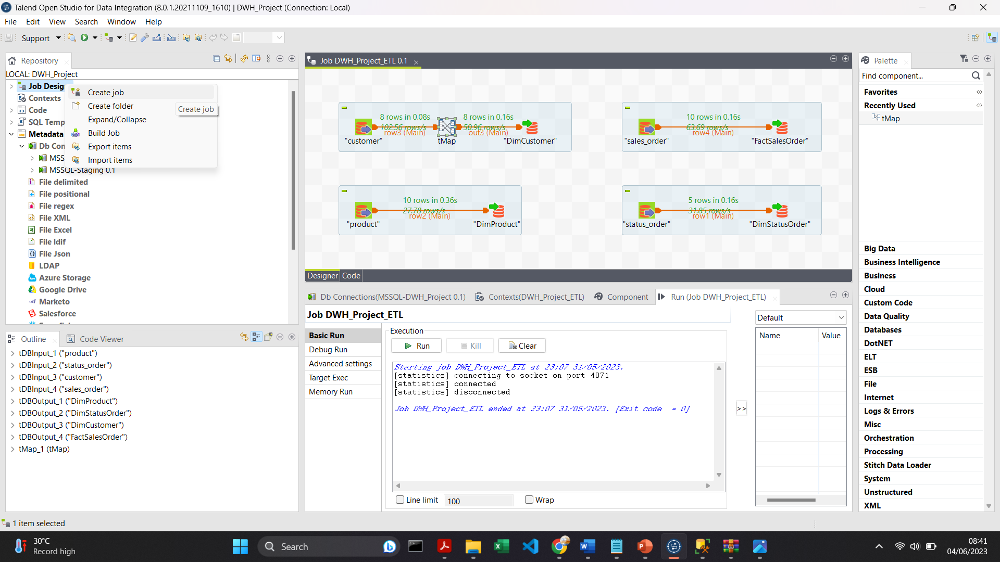 Talend Open Studio for Data Integration (8.0.1.20211109_1610) | DWH_Project (Connection: Local)
File Edit View Search Window Help
Support
Repository
LOCAL: DWH_Project
Job Desig
Contexts
Code
SQL Temp
Metadata
Db Con
MSS
MSSQL-Staging 0.1
File delimited
File positional
File regex
File XML
File Excel
File ldif
File Json
LDAP
Azure Storage
Google Drive
Marketo
Salesforce
Create job
Create folder
Expand/Collapse
Build Job
Export items
Import items
Create job
Outline
Code Viewer
tDBInput_1 ("product")
tDBInput_2 ("status_order")
tDBInput_3 ("customer")
tDBInput_4 ("sales_order")
tDBOutput_1 ("DimProduct")
tDBOutput_2 ("DimStatusOrder")
tDBOutput_3 ("DimCustomer")
tDBOutput_4 ("FactSalesOrder")
tMap_1 (tMap)
1 item selected
Job DWH_Project_ETL 0.1
8 rows in 0.08s
102.56 rows/s
row3 (Main)
8 rows in 0.16s
50.96 rows/s
out3 (Main)
"customer"
tMap
"DimCustomer"
10 rows in 0.16s
63.69 rows/s
row4 (Main)
"sales_order"
"FactSalesOrder"
10 rows in 0.36s
27.78 rows/s
row2 (Main)
"product"
"DimProduct"
5 rows in 0.16s
31.85 rows/s
row1 (Main)
"status_order"
"DimStatusOrder"
Designer Code
Db Connections(MSSQL-DWH_Project 0.1)
Contexts(DWH_Project_ETL)
Component
Run (Job DWH_Project_ETL)
Job DWH_Project_ETL
Basic Run
Debug Run
Advanced settings
Target Exec
Memory Run
Execution
Run
Kill
Clear
Starting job DWH_Project_ETL at 23:07 31/05/2023.
[statistics] connecting to socket on port 4071
[statistics] connected
[statistics] disconnected
Job DWH_Project_ETL ended at 23:07 31/05/2023. [Exit code = 0]
Line limit
100
Wrap
>>
Default
Name Value
Palette
Find component...
Favorites
Recently Used
tMap
Big Data
Business Intelligence
Business
Cloud
Custom Code
Data Quality
Databases
DotNET
ELT
ESB
File
Internet
Logs & Errors
Misc
Orchestration
Processing
Stitch Data Loader
System
Unstructured
XML
30°C
Record high
Search
08:41
04/06/2023